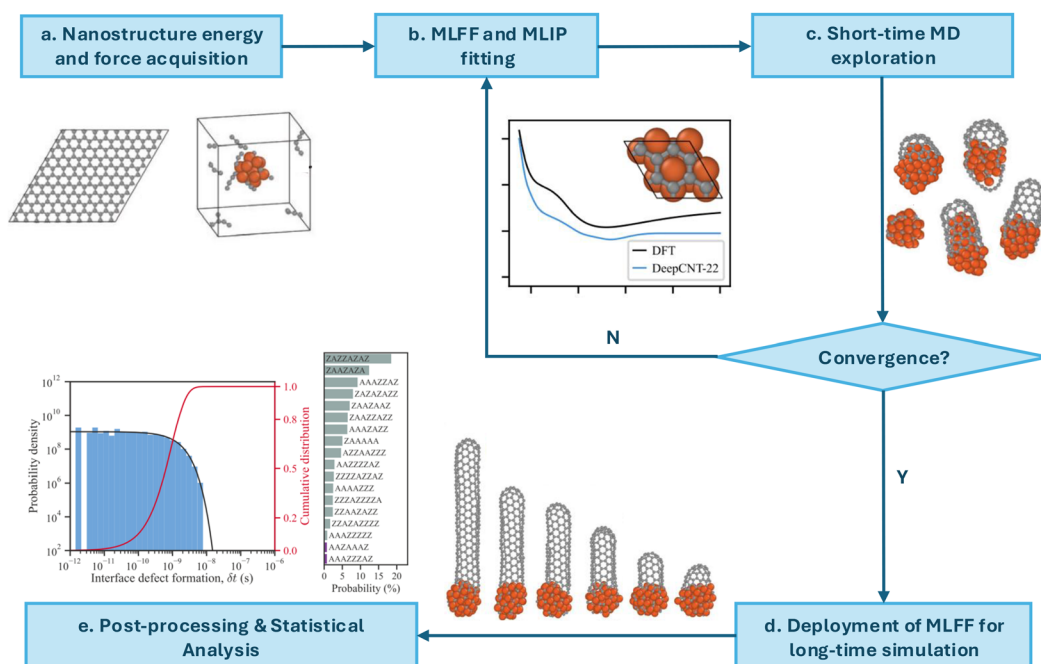 a. Nanostructure energy
and force acquisition
b. MLFF and MLIP
fitting
c. Short-time MD
exploration
DFT
DeepCNT-22
N
Convergence?
Y
Probability density
10^12
10^10
10^8
10^6
10^4
10^2
10^-12
10^-11
10^-10
10^-9
10^-8
10^-7
10^-6
Interface defect formation, δt (s)
1.0
0.8
0.5
0.2
0.0
Cumulative distribution
ZAZZAZAZ
ZAAZAZA
AAAZZAZ
ZAZAZAZZ
ZAAZAAZ
ZAAZZAZZ
AAAZAZZ
ZAAAAA
AZZAAZZZ
AAZZZZAZ
ZZZZAZZAZ
AAAAZZZ
ZZZAZZZZA
ZZAAZAZZ
ZZAZAZZZZ
AAAZZZZZ
AAZAAAZ
AAAZZZAZ
0 5 10 15 20
Probability (%)
e. Post-processing & Statistical
Analysis
d. Deployment of MLFF for
long-time simulation